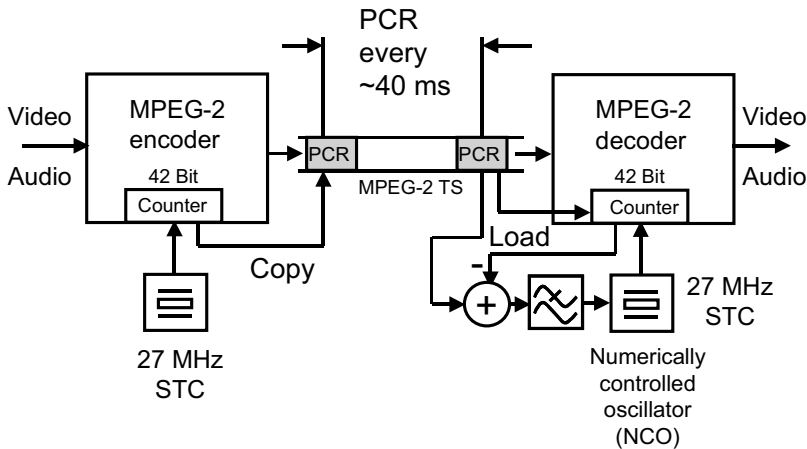 PCR
every
~40 ms
Video
Audio
MPEG-2
encoder
42 Bit
Counter
PCR
PCR
MPEG-2 TS
MPEG-2
decoder
42 Bit
Counter
Video
Audio
Copy
Load
-
+
27 MHz
STC
27 MHz
STC
Numerically
controlled
oscillator
(NCO)